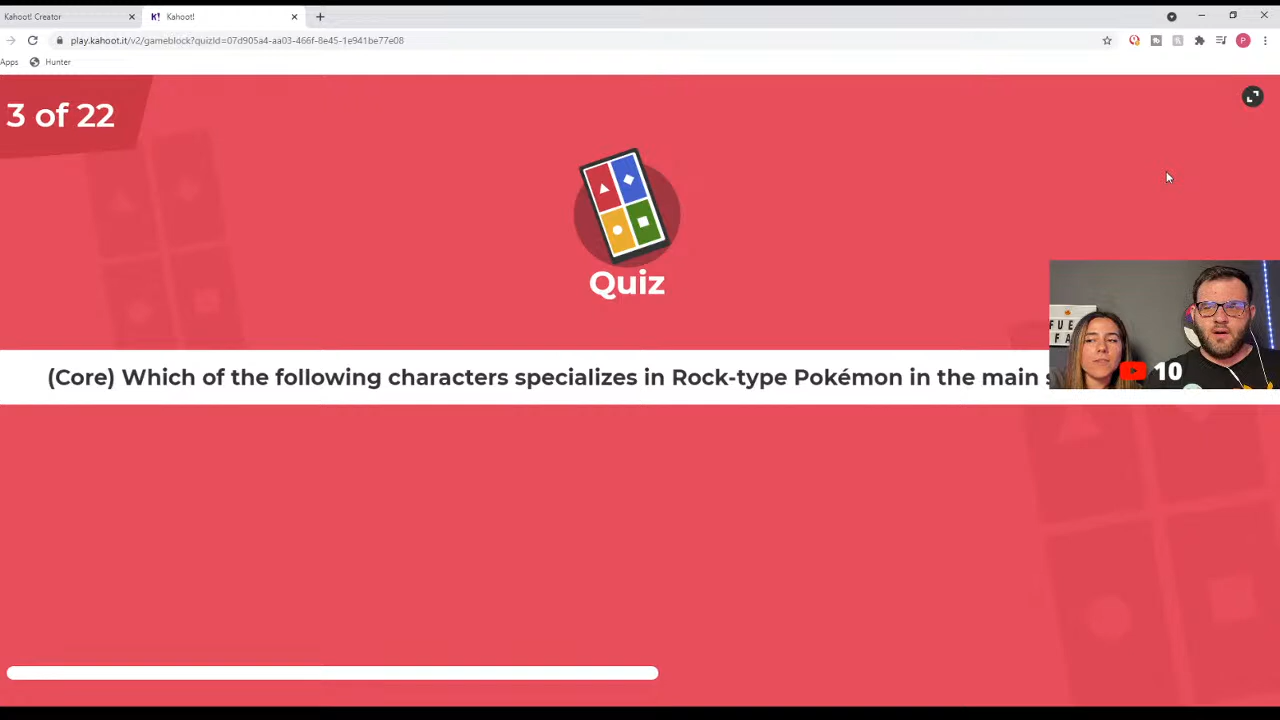 Kahoot! Creator
K! Kahoot!
play.kahoot.it/v2/gameblock?quizId=07d905a4-aa03-466f-8e45-1e941be77e08
P
Apps
Hunter
3 of 22
Quiz
(Core) Which of the following characters specializes in Rock-type Pokémon in the main
10